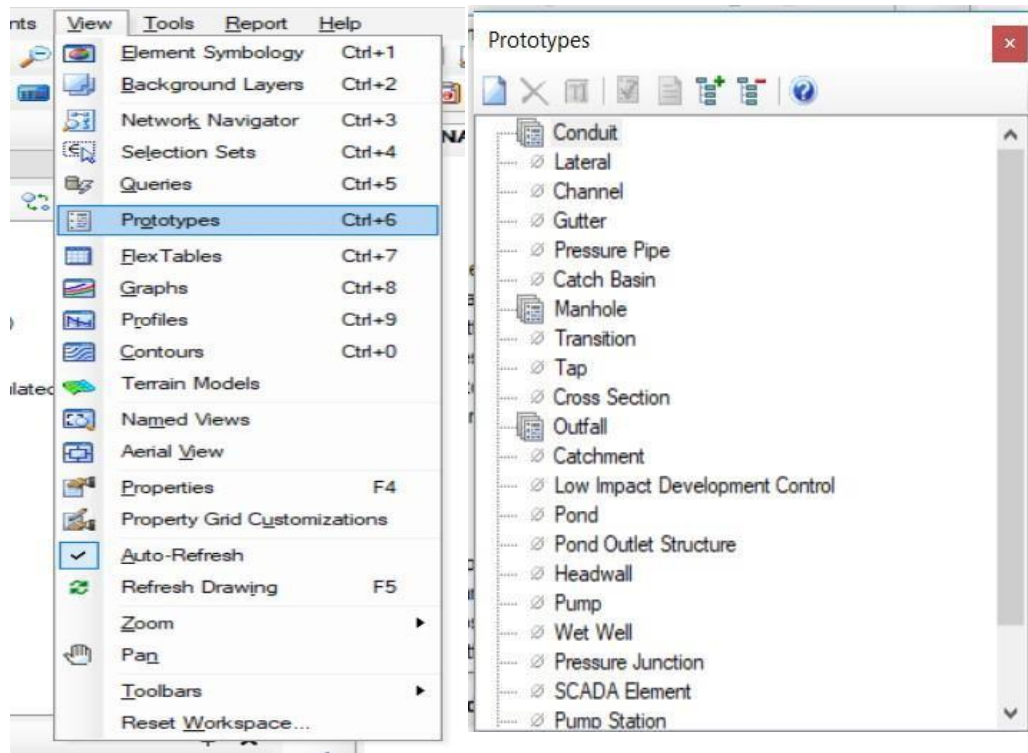 nts View Tools Report Help
Element Symbology Ctrl+1
Background Layers Ctrl+2
Network Navigator Ctrl+3
Selection Sets Ctrl+4
Queries Ctrl+5
Prototypes Ctrl+6
FlexTables Ctrl+7
Graphs Ctrl+8
Profiles Ctrl+9
Contours Ctrl+0
Terrain Models
Named Views
Aerial View
Properties F4
Property Grid Customizations
Auto-Refresh
Refresh Drawing F5
Zoom
Pan
Toolbars
Reset Workspace...
Prototypes
Conduit
Lateral
Channel
Gutter
Pressure Pipe
Catch Basin
Manhole
Transition
Tap
Cross Section
Outfall
Catchment
Low Impact Development Control
Pond
Pond Outlet Structure
Headwall
Pump
Wet Well
Pressure Junction
SCADA Element
Pump Station